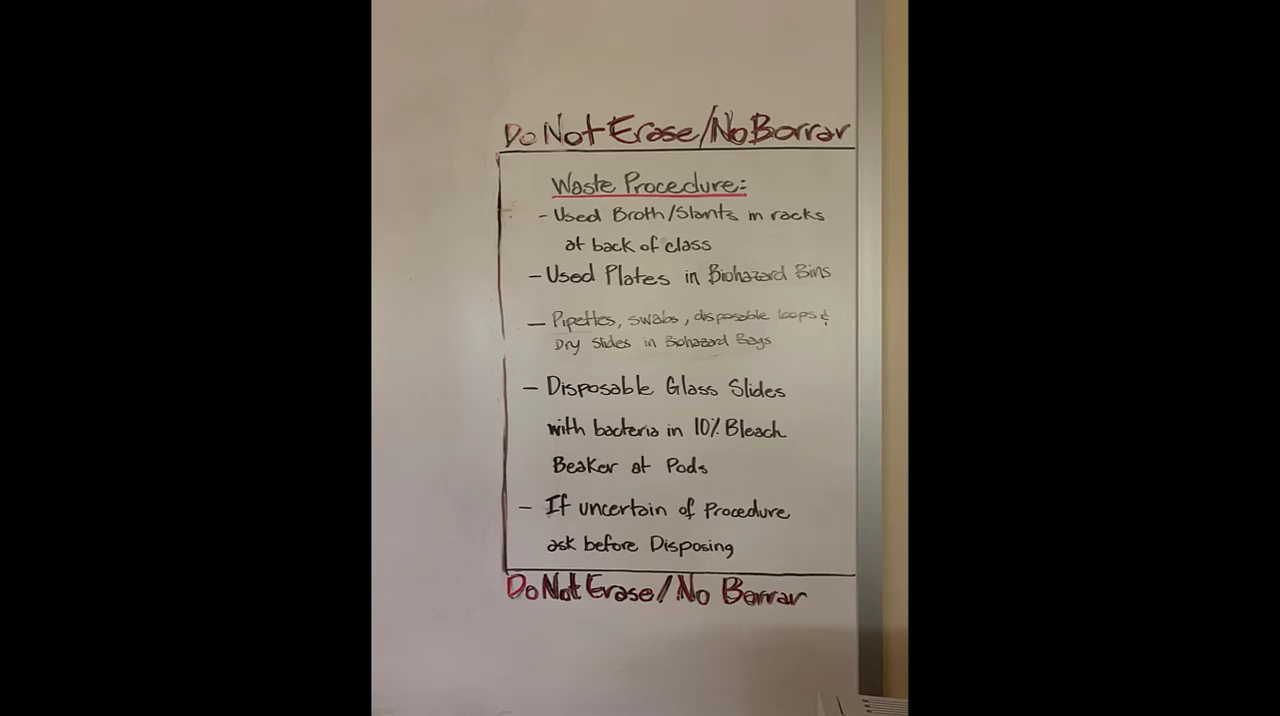 Do Not Erase/No Borrar
Waste Procedure:
- Used Broth/Slants in racks
at back of class
- Used Plates in Biohazard Bins
- Pipettes, swabs, disposable loops &
Dry Slides in Biohazard Bags
- Disposable Glass Slides
with bacteria in 10% Bleach
Beaker at Pods
- If uncertain of Procedure
ask before Disposing
Do Not Erase/No Borrar